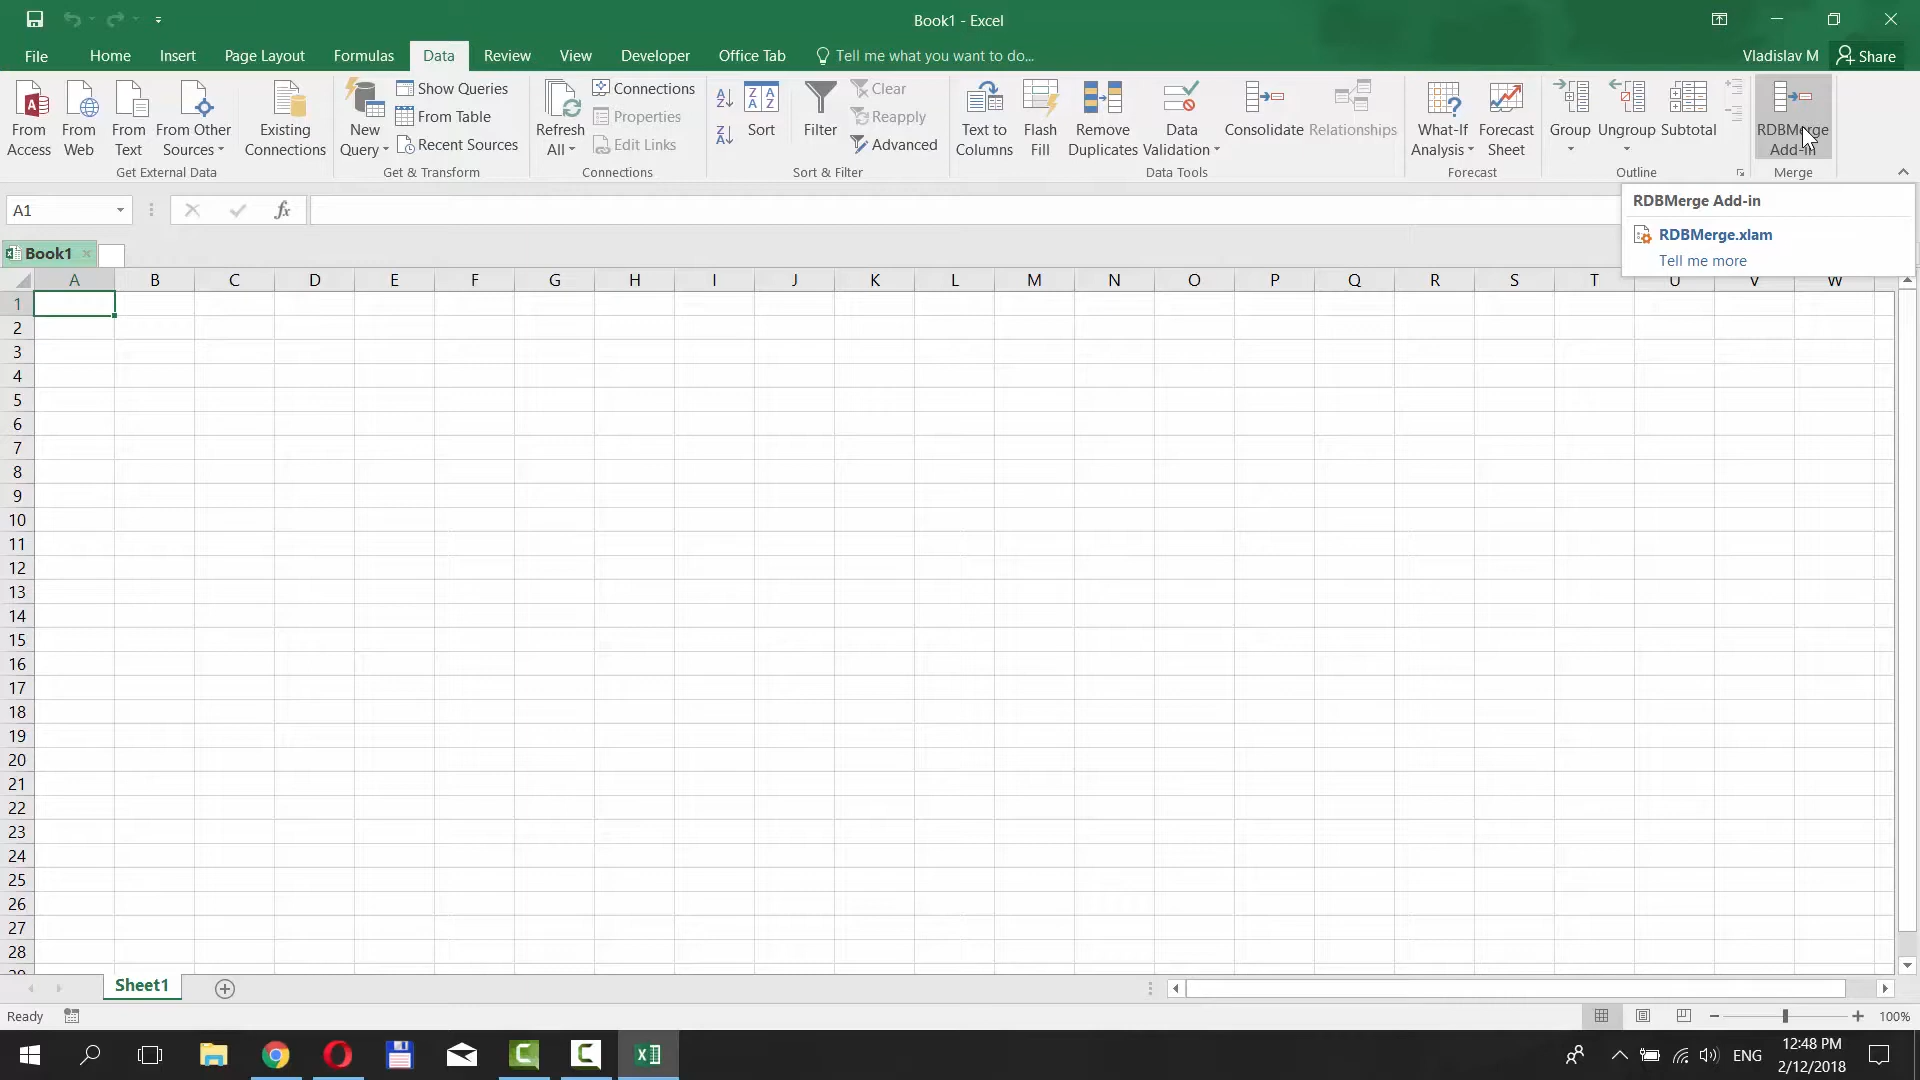 Book1 - Excel
File Home Insert Page Layout Formulas Data Review View Developer Office Tab Tell me what you want to do... Vladislav M Share
From Access
From Web
From Text
From Other Sources
Existing Connections
Get External Data
New Query
Show Queries
From Table
Recent Sources
Get & Transform
Refresh All
Connections
Properties
Edit Links
Connections
Sort
Filter
Clear
Reapply
Advanced
Sort & Filter
Text to Columns
Flash Fill
Remove Duplicates
Data Validation
Consolidate
Relationships
Data Tools
What-If Analysis
Forecast Sheet
Forecast
Group
Ungroup
Subtotal
Outline
RDBMerge Add-in
Merge
A1
fx
RDBMerge Add-in
RDBMerge.xlam
Tell me more
Book1
A B C D E F G H I J K L M N O P Q R S T U V W
1
2
3
4
5
6
7
8
9
10
11
12
13
14
15
16
17
18
19
20
21
22
23
24
25
26
27
28
29
Sheet1
Ready
100%
ENG
12:48 PM
2/12/2018